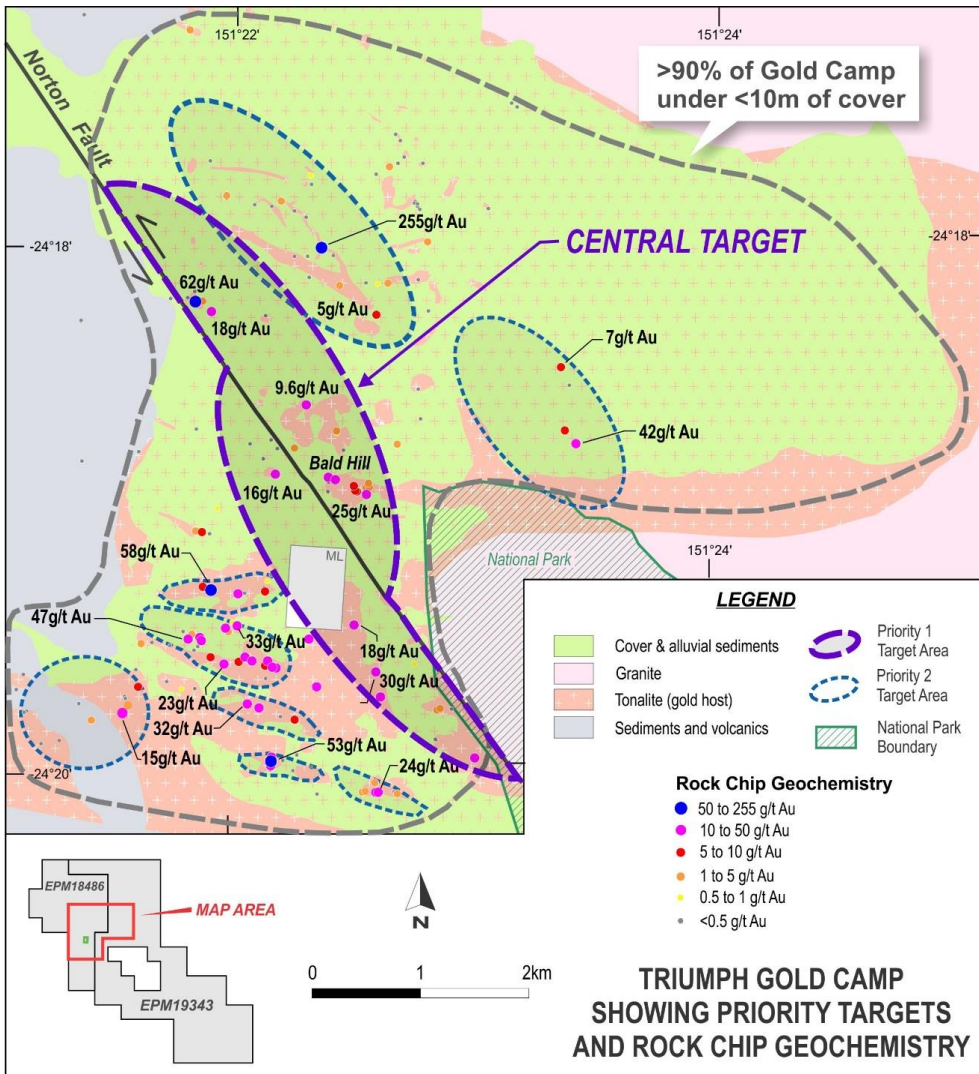 151°22'
151°24'
Norton Fault
>90% of Gold Camp
under <10m of cover
-24°18'
-24°18'
255g/t Au
CENTRAL TARGET
62g/t Au
18g/t Au
5g/t Au
7g/t Au
9.6g/t Au
42g/t Au
Bald Hill
16g/t Au
25g/t Au
ML
National Park
151°24'
58g/t Au
47g/t Au
33g/t Au
18g/t Au
30g/t Au
23g/t Au
32g/t Au
15g/t Au
53g/t Au
24g/t Au
-24°20'
LEGEND
Cover & alluvial sediments
Granite
Tonalite (gold host)
Sediments and volcanics
Priority 1
Target Area
Priority 2
Target Area
National Park
Boundary
Rock Chip Geochemistry
50 to 255 g/t Au
10 to 50 g/t Au
5 to 10 g/t Au
1 to 5 g/t Au
0.5 to 1 g/t Au
<0.5 g/t Au
EPM18486
MAP AREA
EPM19343
N
0 1 2km
TRIUMPH GOLD CAMP
SHOWING PRIORITY TARGETS
AND ROCK CHIP GEOCHEMISTRY